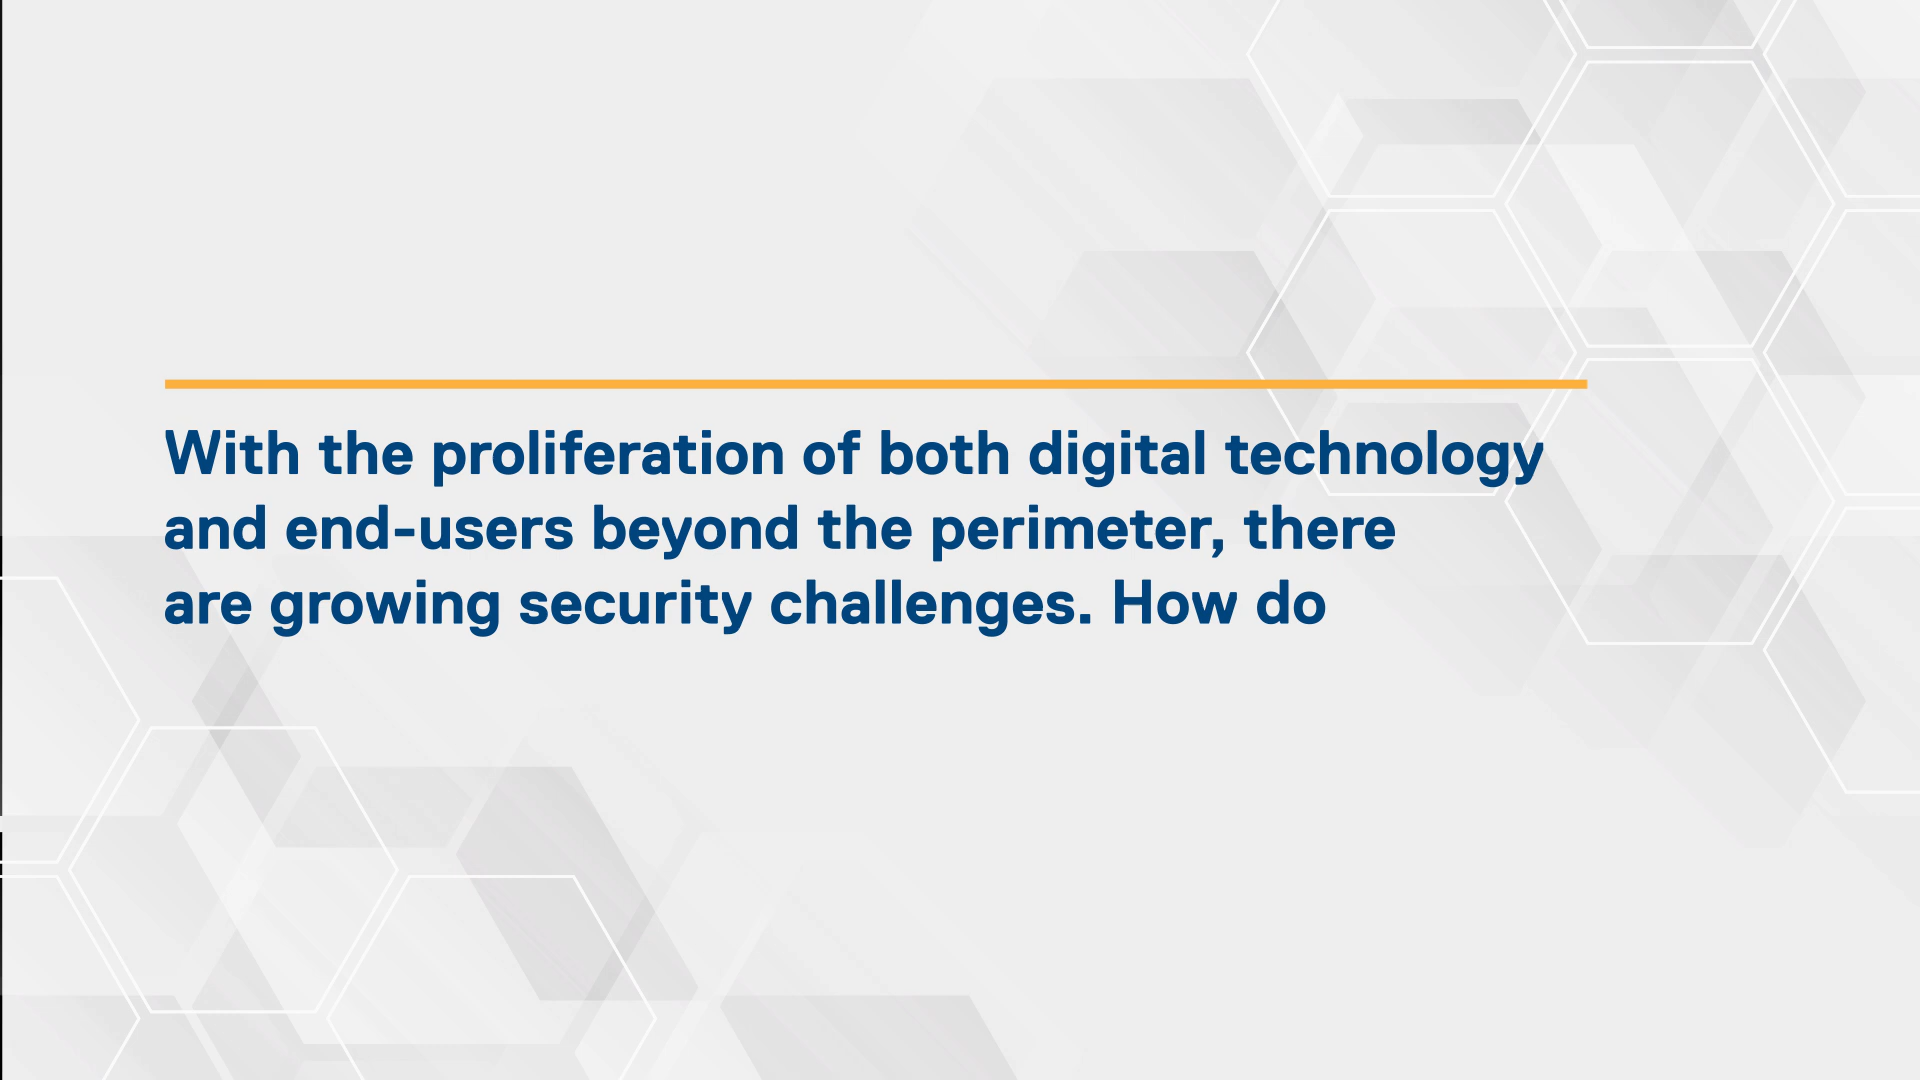 With the proliferation of both digital technology
and end-users beyond the perimeter, there
are growing security challenges. How do